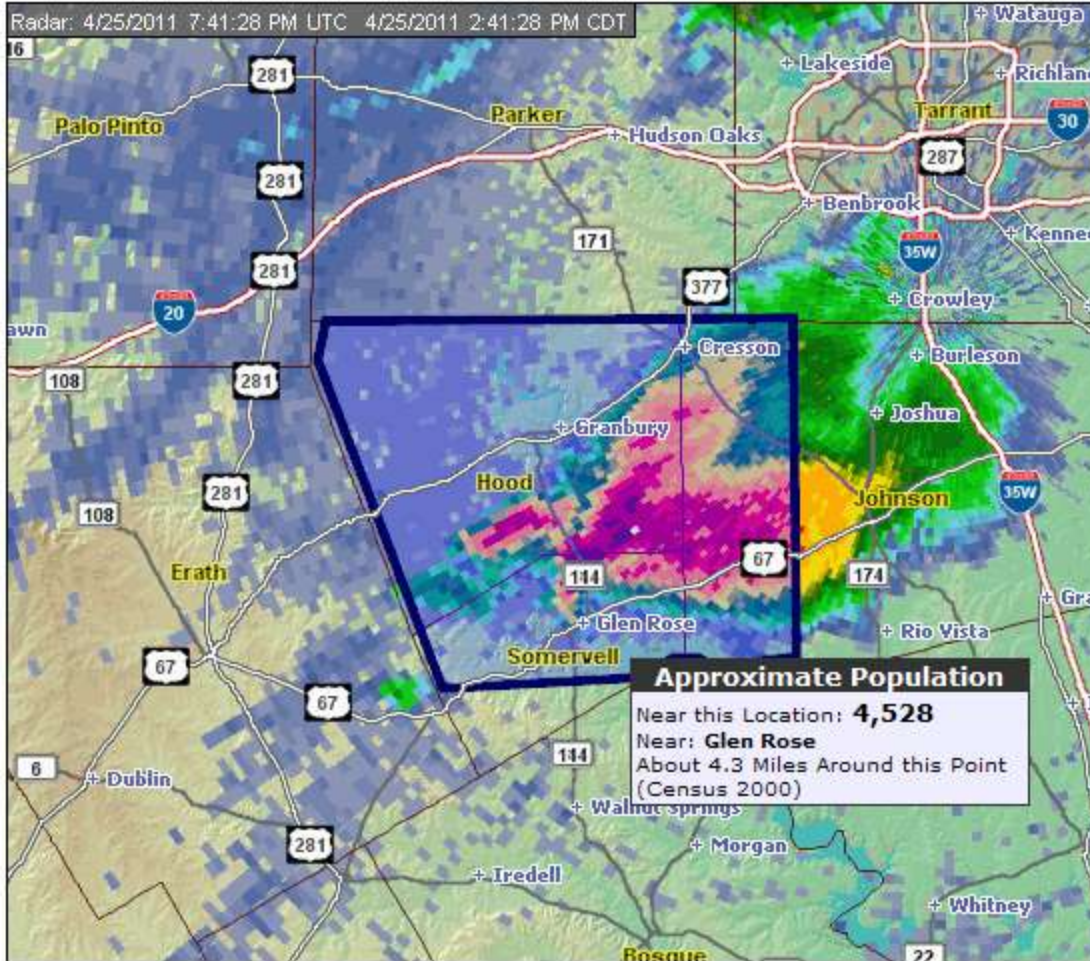 Radar: 4/25/2011 7:41:28 PM UTC 4/25/2011 2:41:28 PM CDT
Watauga
16
281
Lakeside
Richlan
Palo Pinto
Parker
Tarrant
30
Hudson Oaks
287
281
Benbrook
171
Kenne
281
35W
377
20
Crowley
awn
Cresson
Burleson
108
281
Joshua
Granbury
Hood
281
Johnson
35W
108
67
Erath
144
174
Gra
Glen Rose
Rio Vista
67
Somervell
67
Approximate Population
Near this Location: 4,528
Near: Glen Rose
About 4.3 Miles Around this Point
(Census 2000)
144
6
Dublin
Walnut Springs
281
Morgan
Iredell
Whitney
Bosque
22